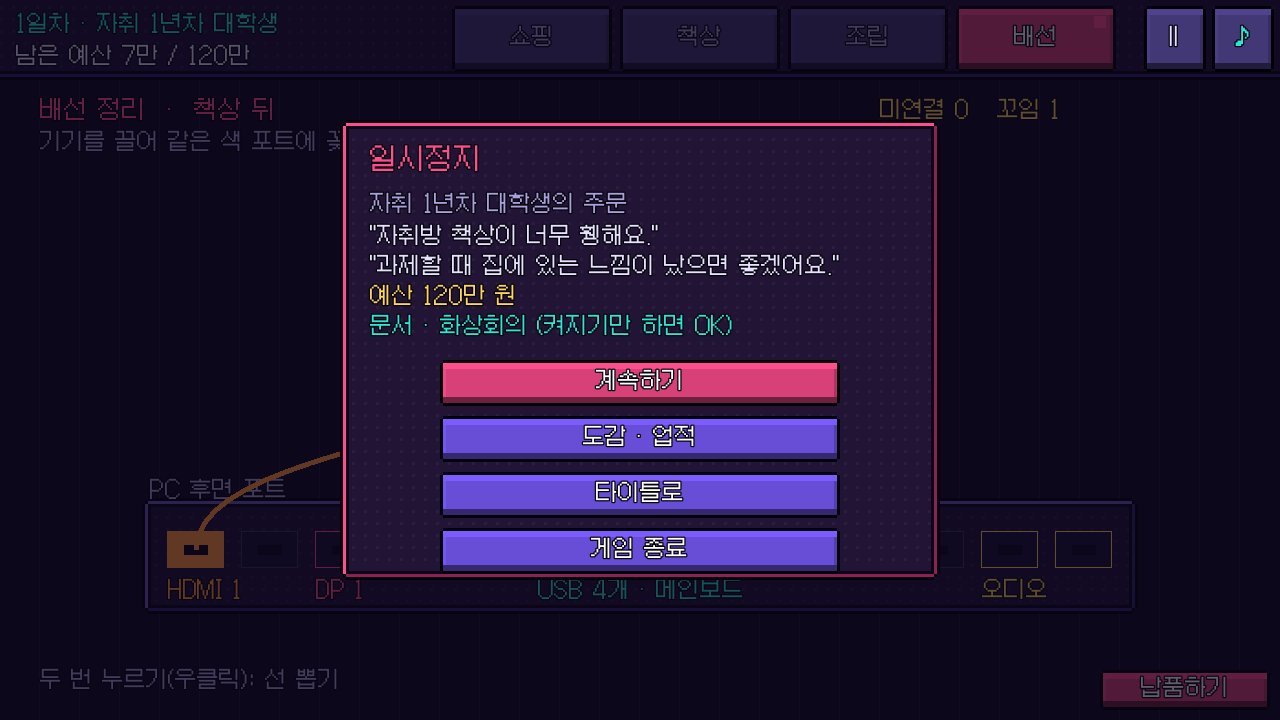 1일차 · 자취 1년차 대학생
남은 예산 7만 / 120만
쇼핑
책상
조립
배선
배선 정리 · 책상 뒤
미연결 0 꼬임 1
기기를 끌어 같은 색 포트에
일시정지
자취 1년차 대학생의 주문
"자취방 책상이 너무 휑해요."
"과제할 때 집에 있는 느낌이 났으면 좋겠어요."
예산 120만 원
문서 · 화상회의 (켜지기만 하면 OK)
계속하기
도감 · 업적
타이틀로
게임 종료
PC 후면 포트
HDMI 1
DP 1
USB 4개 · 메인보드
오디오
두 번 누르기(우클릭): 선 뽑기
납품하기